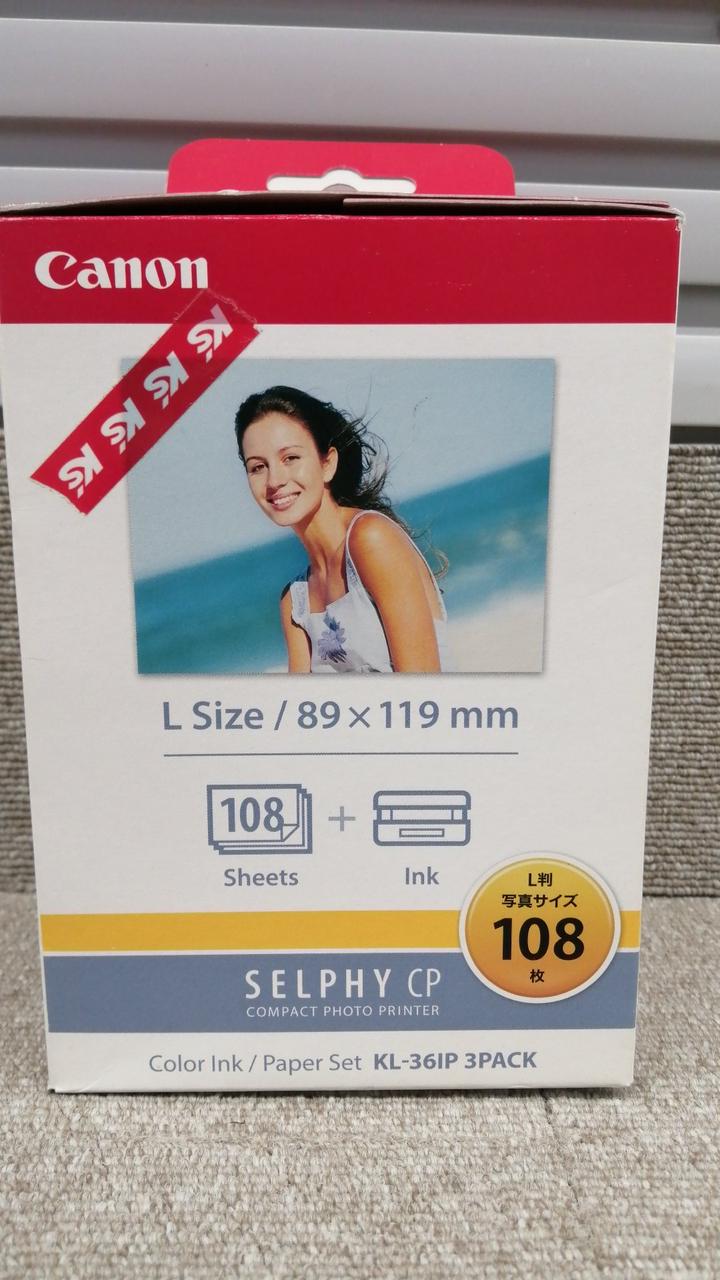 Canon
K's K's K's K's
L Size / 89×119 mm
108
+
Sheets
Ink
L判
写真サイズ
108
枚
SELPHY CP
COMPACT PHOTO PRINTER
Color Ink / Paper Set KL-36IP 3PACK